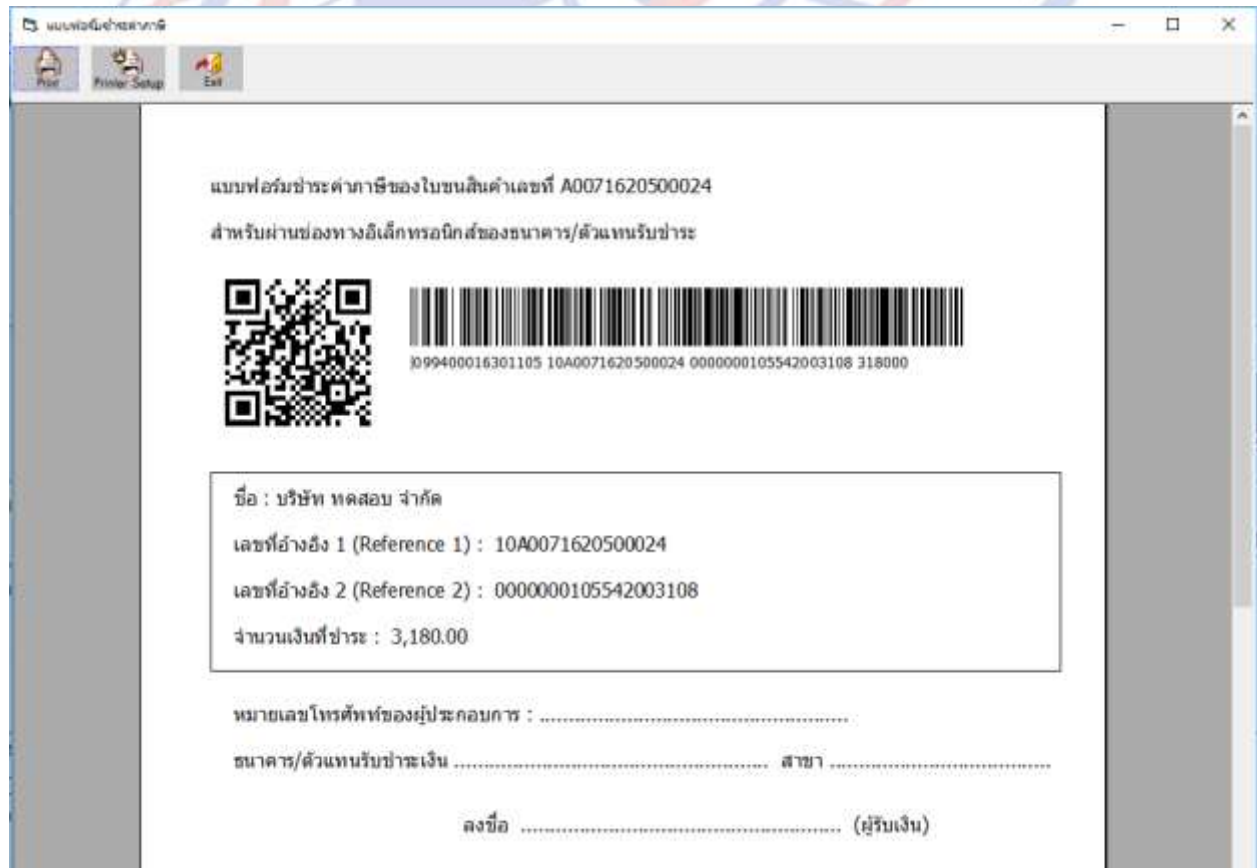 แบบฟอร์มชำระค่าภาษี
Print
Printer Setup
Exit
แบบฟอร์มชำระค่าภาษีของใบขนสินค้าเลขที่ A0071620500024
สำหรับผ่านช่องทางอิเล็กทรอนิกส์ของธนาคาร/ตัวแทนรับชำระ
|099400016301105 10A0071620500024 0000000105542003108 318000
ชื่อ : บริษัท ทดสอบ จำกัด
เลขที่อ้างอิง 1 (Reference 1) : 10A0071620500024
เลขที่อ้างอิง 2 (Reference 2) : 0000000105542003108
จำนวนเงินที่ชำระ : 3,180.00
หมายเลขโทรศัพท์ของผู้ประกอบการ : ........................................................
ธนาคาร/ตัวแทนรับชำระเงิน ......................................................... สาขา ........................................
ลงชื่อ .......................................................... (ผู้รับเงิน)